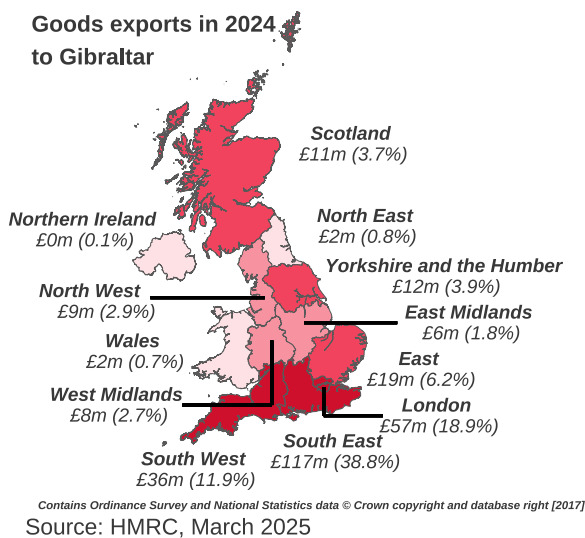 Goods exports in 2024
to Gibraltar
Scotland
£11m (3.7%)
Northern Ireland
£0m (0.1%)
North East
£2m (0.8%)
Yorkshire and the Humber
£12m (3.9%)
North West
£9m (2.9%)
East Midlands
£6m (1.8%)
Wales
£2m (0.7%)
East
£19m (6.2%)
West Midlands
£8m (2.7%)
London
£57m (18.9%)
South East
£117m (38.8%)
South West
£36m (11.9%)
Contains Ordinance Survey and National Statistics data © Crown copyright and database right [2017]
Source: HMRC, March 2025